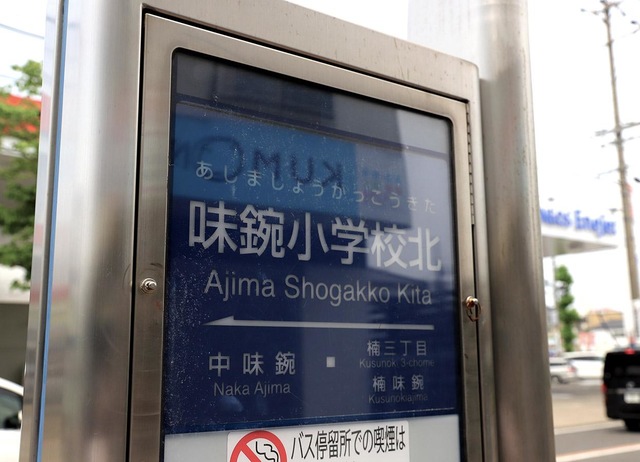 あじましょうがっこうきた
味鋺小学校北
Ajima Shogakko Kita
中味鋺
Naka Ajima
楠三丁目
Kusunoki 3-chome
楠味鋺
Kusunokiajima
バス停留所での喫煙は